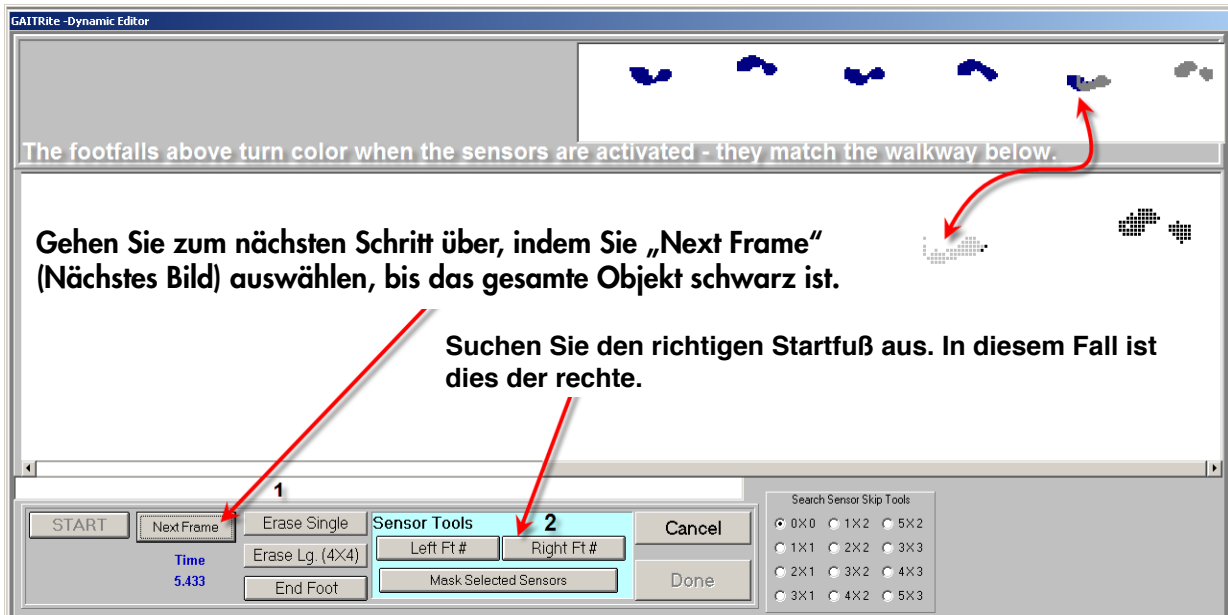 GAITRite -Dynamic Editor
The footfalls above turn color when the sensors are activated - they match the walkway below.
Gehen Sie zum nächsten Schritt über, indem Sie „Next Frame“
(Nächstes Bild) auswählen, bis das gesamte Objekt schwarz ist.
Suchen Sie den richtigen Startfuß aus. In diesem Fall ist
dies der rechte.
1
START
Next Frame
Time
5.433
Erase Single
Erase Lg. (4X4)
End Foot
Sensor Tools
2
Left Ft #
Right Ft #
Mask Selected Sensors
Cancel
Done
Search Sensor Skip Tools
0X0 1X2 5X2
1X1 2X2 3X3
2X1 3X2 4X3
3X1 4X2 5X3